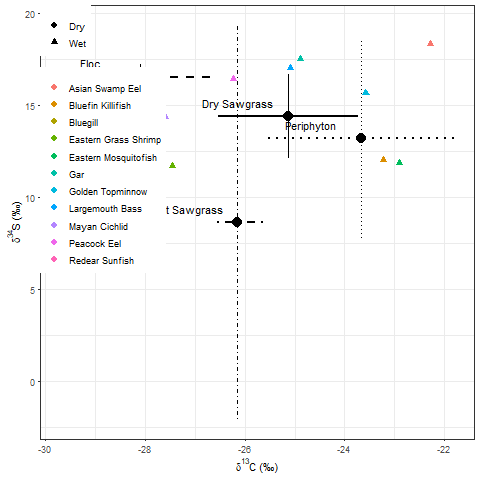 20
15
10
5
0
δ34S (‰)
Dry
Wet
Floc
Asian Swamp Eel
Bluefin Killifish
Bluegill
Eastern Grass Shrimp
Eastern Mosquitofish
Gar
Golden Topminnow
Largemouth Bass
Mayan Cichlid
Peacock Eel
Redear Sunfish
Dry Sawgrass
Periphyton
t Sawgrass
-30
-28
-26
-24
-22
δ13C (‰)